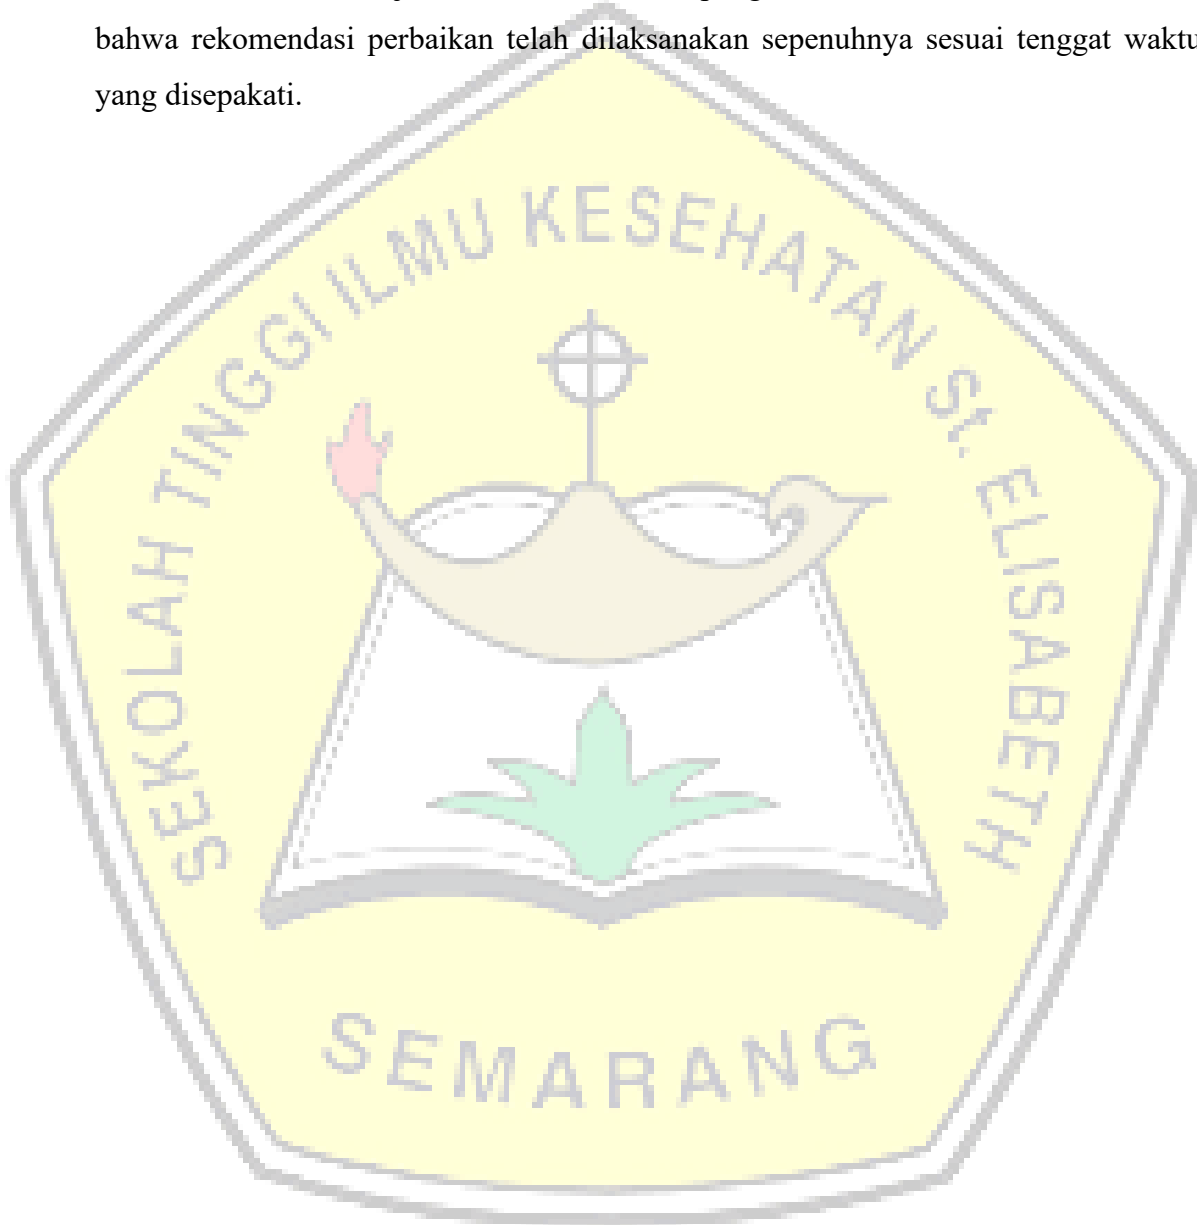 bahwa rekomendasi perbaikan telah dilaksanakan sepenuhnya sesuai tenggat waktu
yang disepakati.
SEKOLAH TINGGI ILMU KESEHATAN St. ELISABETH
SEMARANG